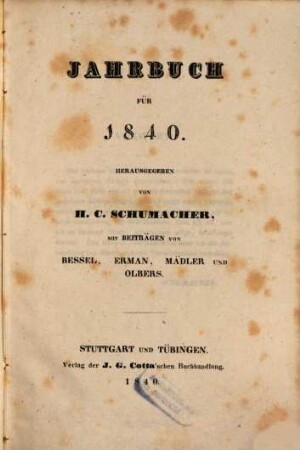 JAHRBUCH
FÜR
1840.
HERAUSGEGEBEN
VON
H. C. SCHUMACHER,
MIT BEITRÄGEN VON
BESSEL, ERMAN, MÄDLER UND
OLBERS.
STUTTGART UND TÜBINGEN.
Verlag der J. G. Cotta'schen Buchhandlung.
1840.